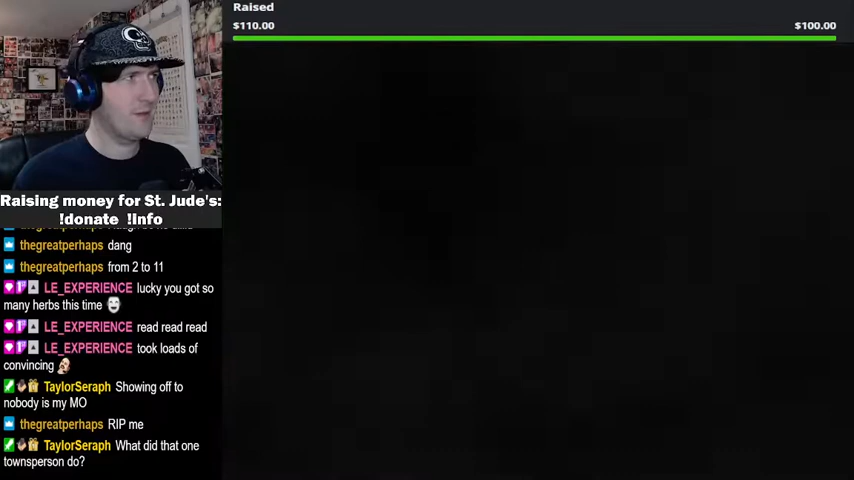 Raised
$110.00 $100.00
Raising money for St. Jude's:
!donate !Info
thegreatperhaps
thegreatperhaps dang
thegreatperhaps from 2 to 11
LE_EXPERIENCE lucky you got so
many herbs this time
LE_EXPERIENCE read read read
LE_EXPERIENCE took loads of
convincing
TaylorSeraph Showing off to
nobody is my MO
thegreatperhaps RIP me
TaylorSeraph What did that one
townsperson do?